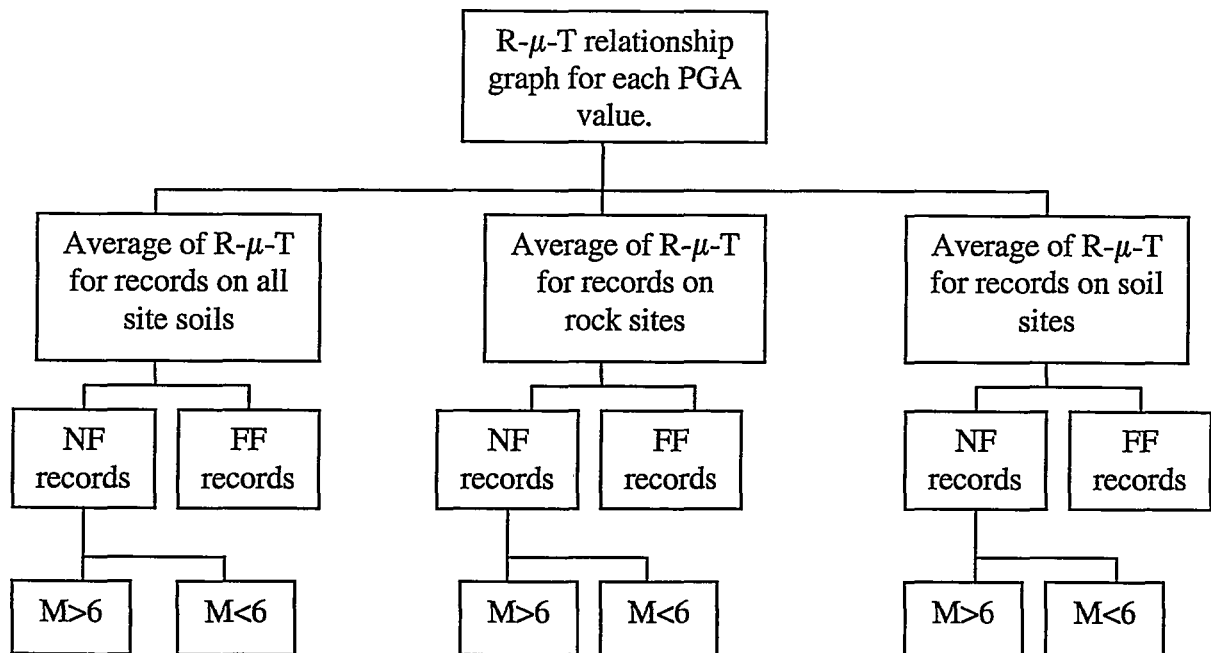 R-μ-T relationship
graph for each PGA
value.
Average of R-μ-T
for records on all
site soils
Average of R-μ-T
for records on
rock sites
Average of R-μ-T
for records on soil
sites
NF
records
FF
records
NF
records
FF
records
NF
records
FF
records
M>6
M<6
M>6
M<6
M>6
M<6